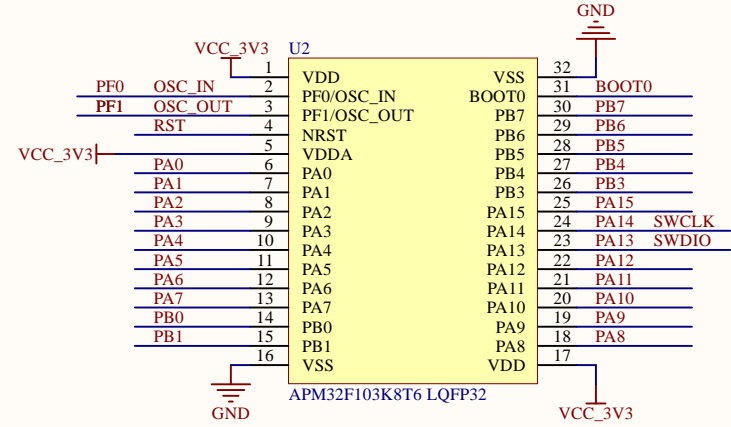 GND
VCC_3V3 U2
1 VDD VSS 32
PF0 OSC_IN 2 PF0/OSC_IN BOOT0 31 BOOT0
PF1 OSC_OUT 3 PF1/OSC_OUT PB7 30 PB7
RST 4 NRST PB6 29 PB6
VCC_3V3 5 VDDA PB5 28 PB5
PA0 6 PA0 PB4 27 PB4
PA1 7 PA1 PB3 26 PB3
PA2 8 PA2 PA15 25 PA15
PA3 9 PA3 PA14 24 PA14 SWCLK
PA4 10 PA4 PA13 23 PA13 SWDIO
PA5 11 PA5 PA12 22 PA12
PA6 12 PA6 PA11 21 PA11
PA7 13 PA7 PA10 20 PA10
PB0 14 PB0 PA9 19 PA9
PB1 15 PB1 PA8 18 PA8
16 VSS VDD 17
APM32F103K8T6 LQFP32
GND VCC_3V3